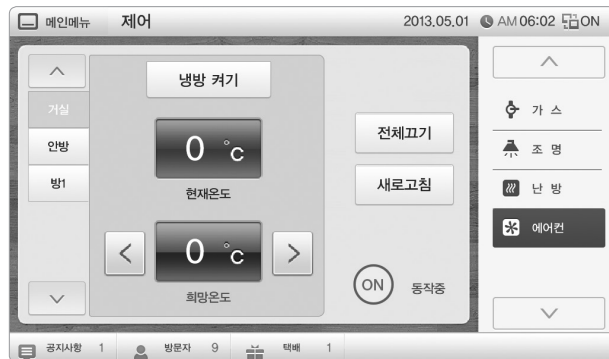 메인메뉴 제어 2013.05.01 AM 06:02 ON
냉방 켜기
거실
안방
방1
0 °C
현재온도
0 °C
희망온도
전체끄기
새로고침
ON 동작중
가 스
조 명
난 방
에어컨
공지사항 1 방문자 9 택배 1